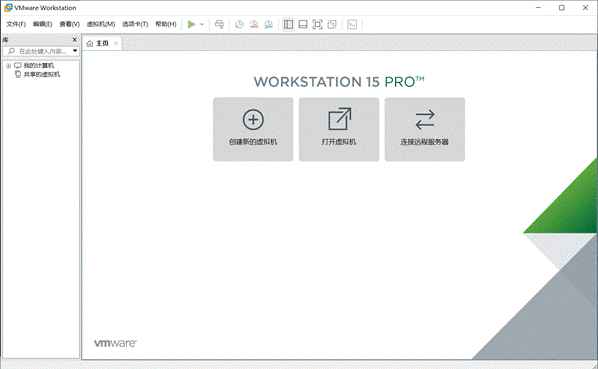 VMware Workstation
文件(F) 编辑(E) 查看(V) 虚拟机(M) 选项卡(T) 帮助(H)
库
在此处键入内容...
我的计算机
共享的虚拟机
主页
WORKSTATION 15 PRO™
创建新的虚拟机
打开虚拟机
连接远程服务器
vmware